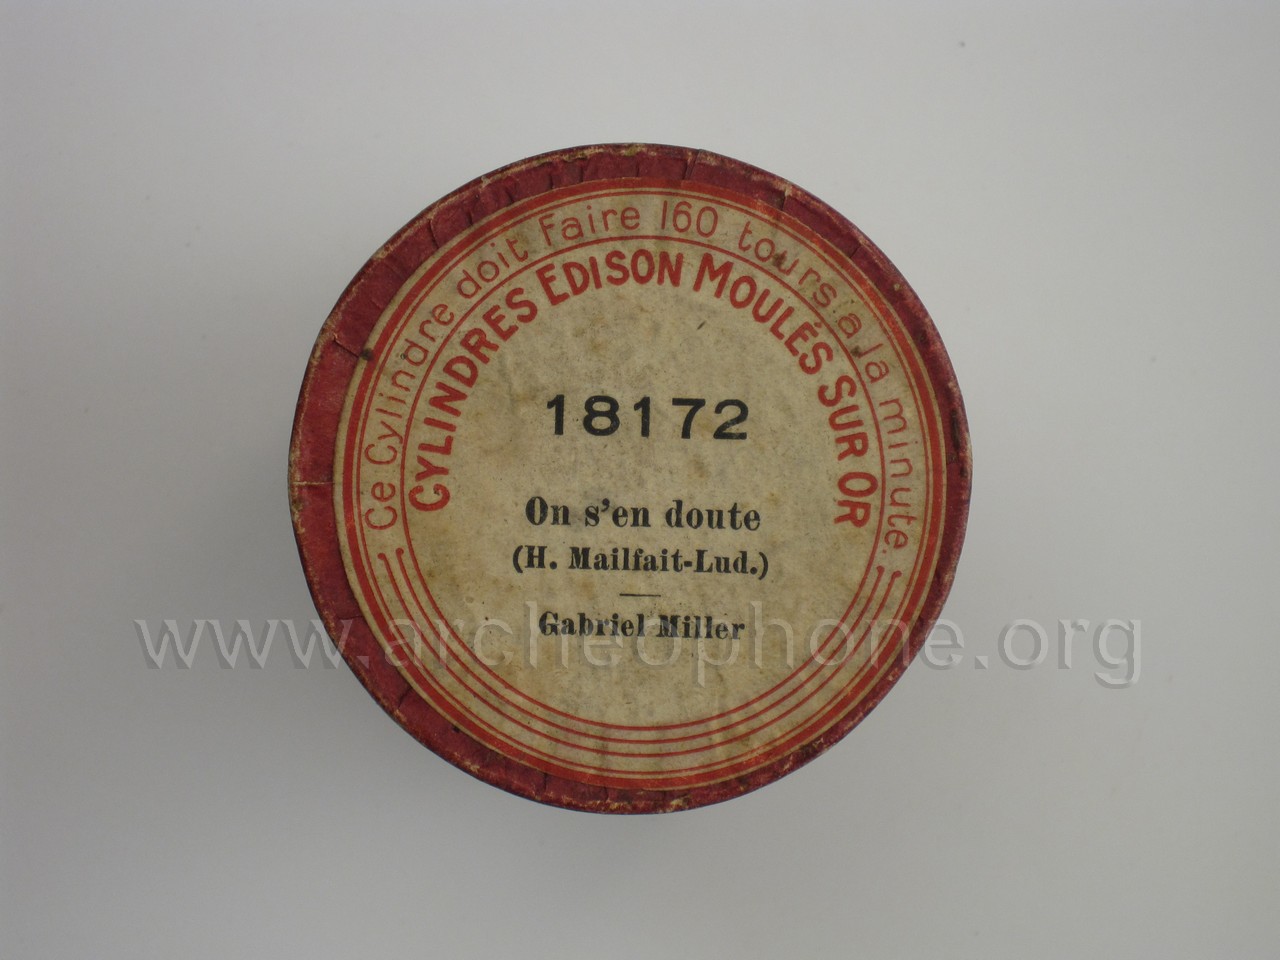 Ce Cylindre doit faire 160 tours a la minute.
CYLINDRES EDISON MOULÉS SUR OR
18172
On s'en doute
(H. Mailfait-Lud.)
Gabriel Miller
www.archeophone.org